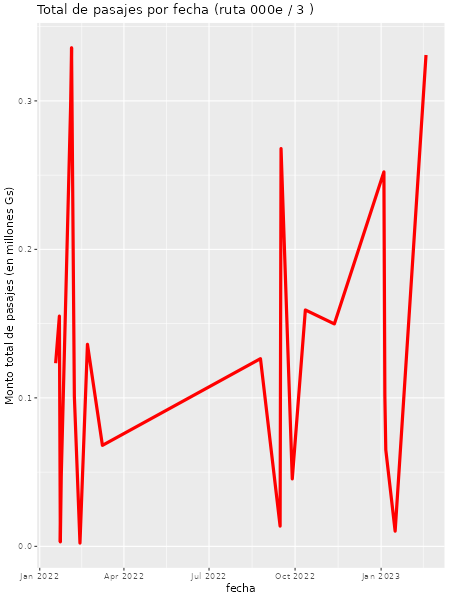 Total de pasajes por fecha (ruta 000e / 3 )
Monto total de pasajes (en millones Gs)
0.3
0.2
0.1
0.0
Jan 2022 Apr 2022 Jul 2022 Oct 2022 Jan 2023
fecha